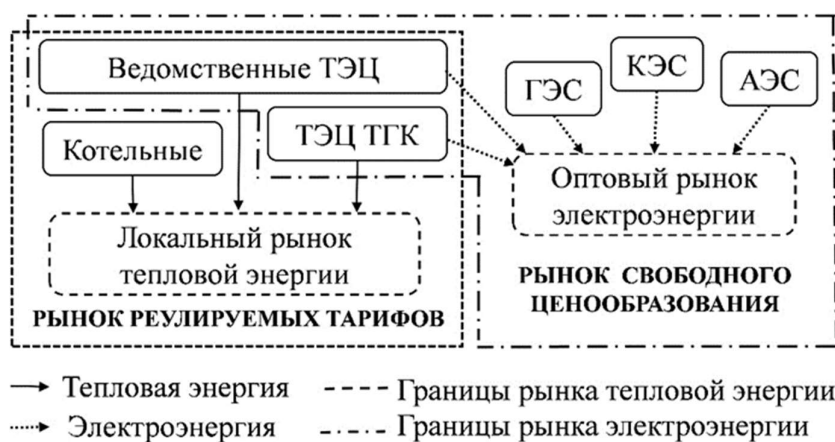 Ведомственные ТЭЦ
ГЭС
КЭС
АЭС
Котельные
ТЭЦ ТГК
Оптовый рынок
электроэнергии
Локальный рынок
тепловой энергии
РЫНОК СВОБОДНОГО
ЦЕНООБРАЗОВАНИЯ
РЫНОК РЕУЛИРУЕМЫХ ТАРИФОВ
Тепловая энергия
Границы рынка тепловой энергии
Электроэнергия
Границы рынка электроэнергии